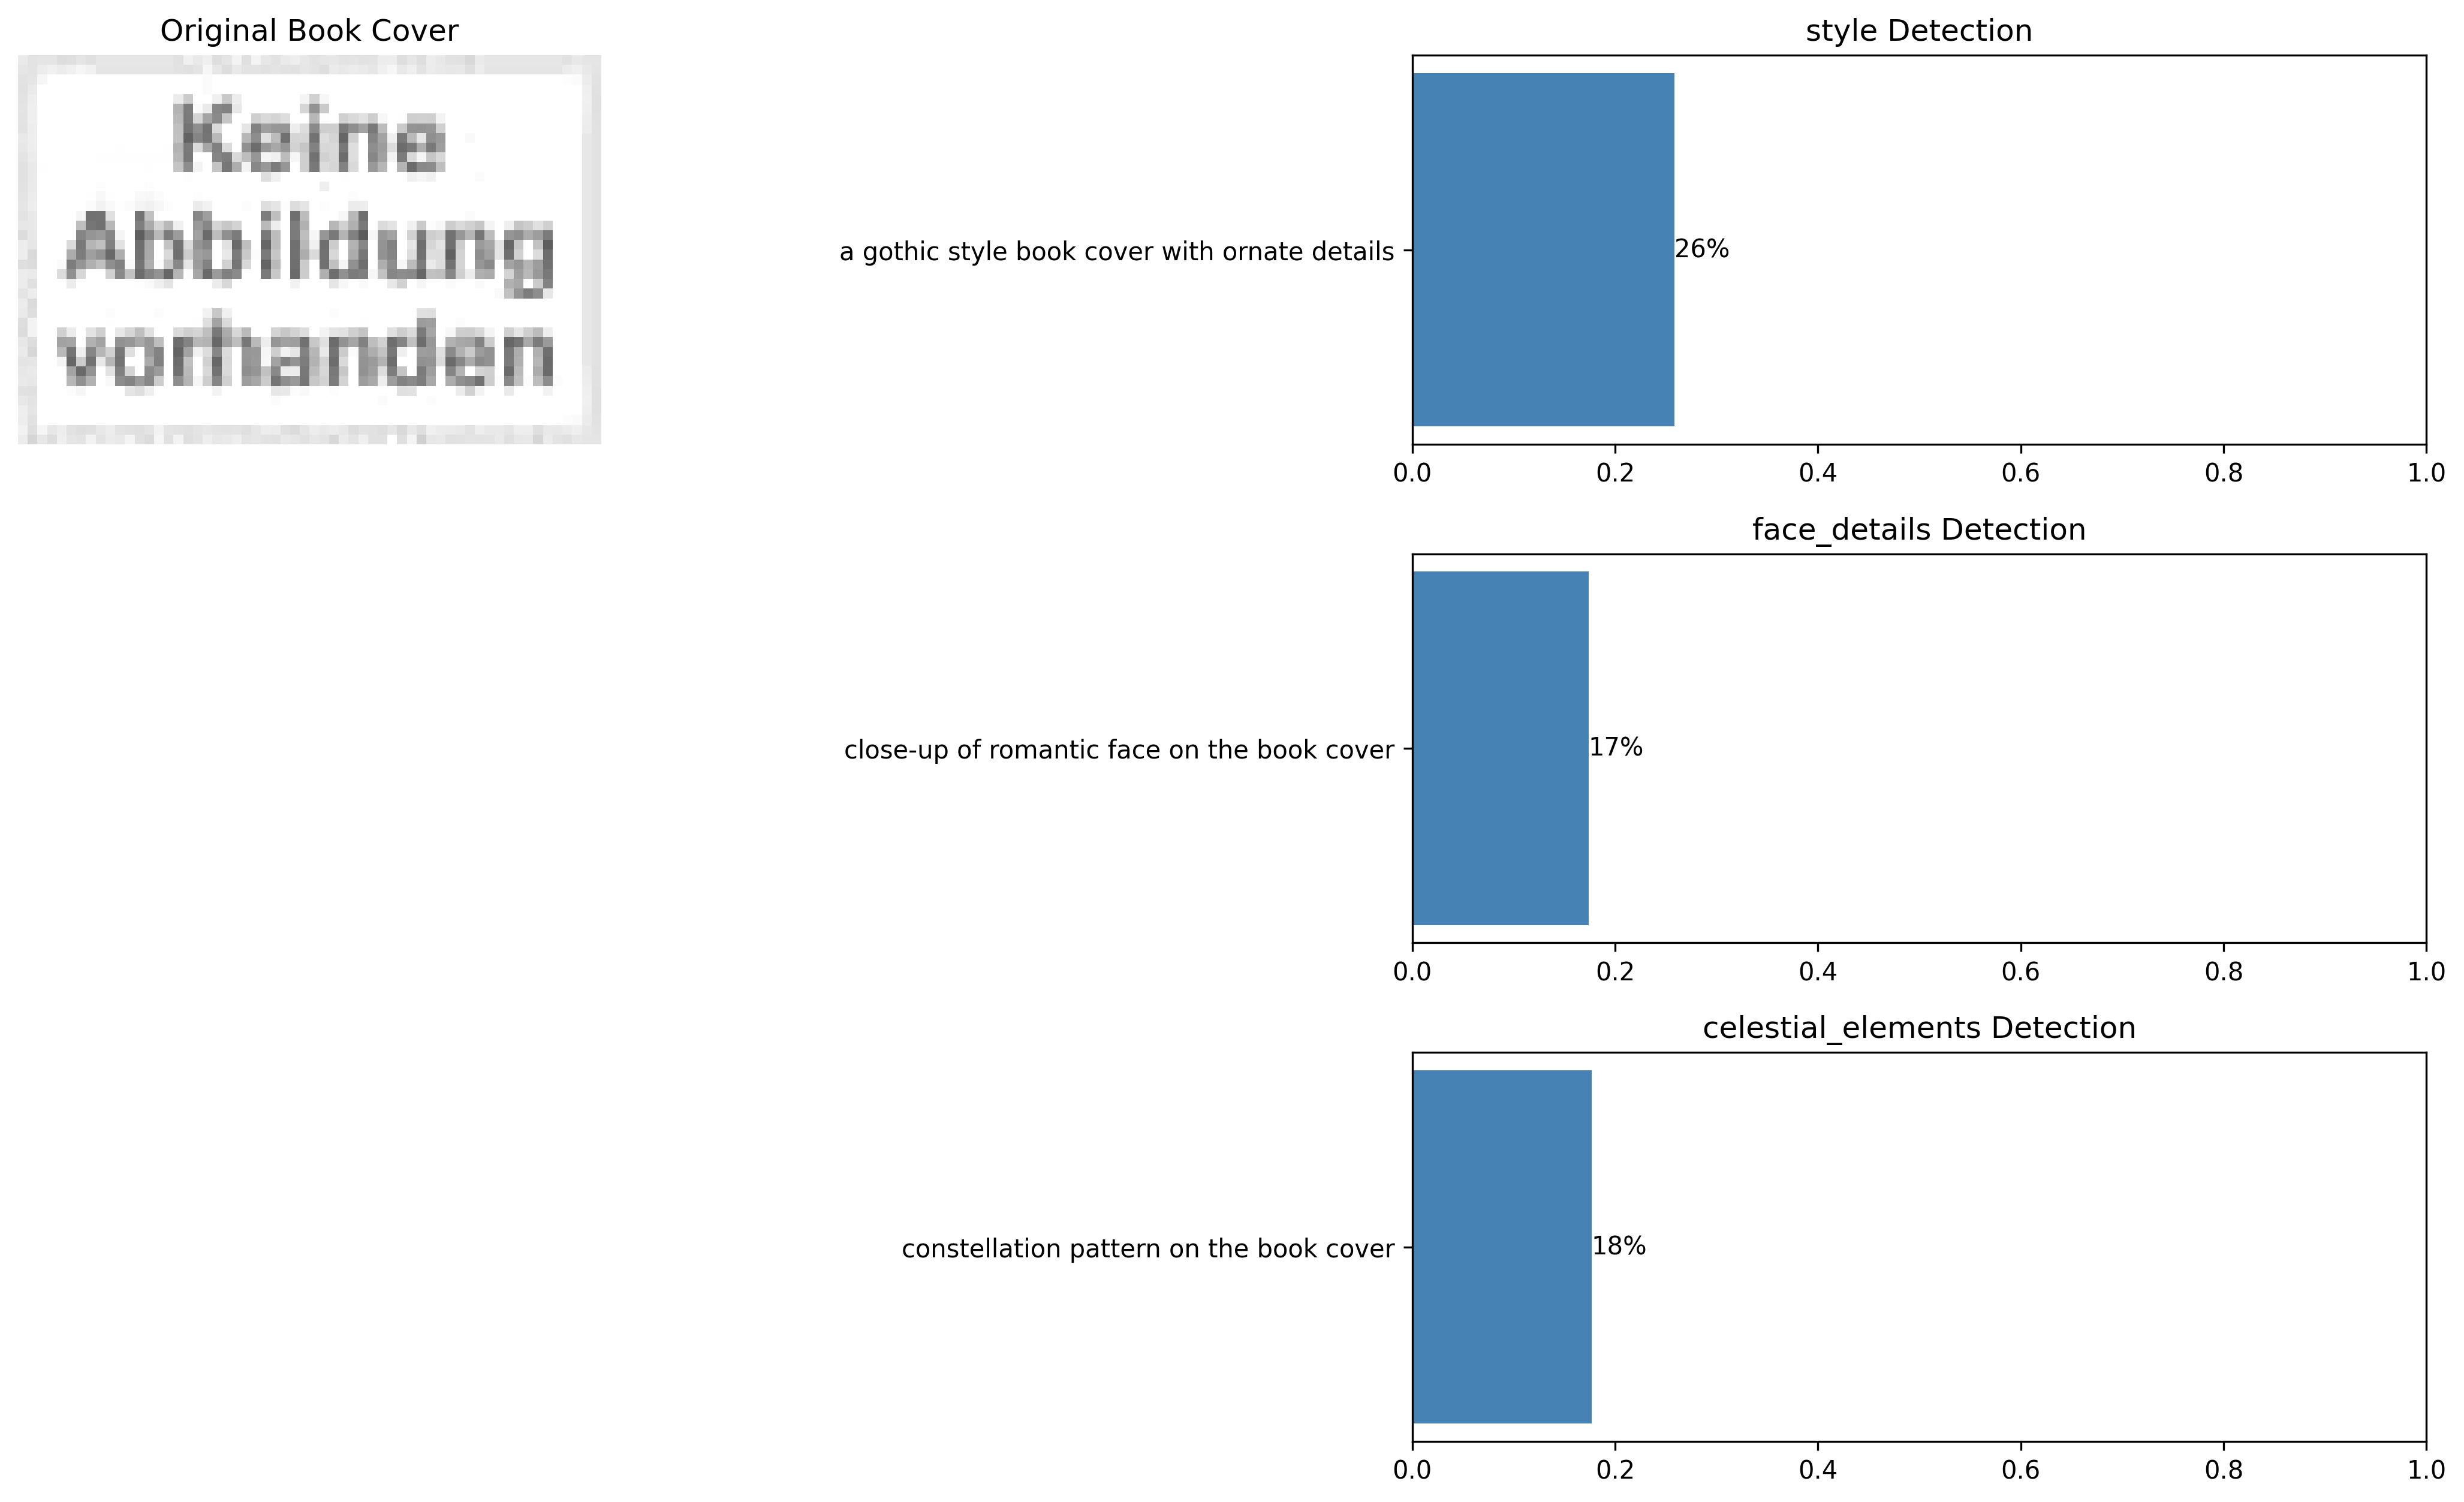 Original Book Cover
Keine
Abbildung
vorhanden
style Detection
a gothic style book cover with ornate details
26%
0.0 0.2 0.4 0.6 0.8 1.0
face_details Detection
close-up of romantic face on the book cover
17%
0.0 0.2 0.4 0.6 0.8 1.0
celestial_elements Detection
constellation pattern on the book cover
18%
0.0 0.2 0.4 0.6 0.8 1.0